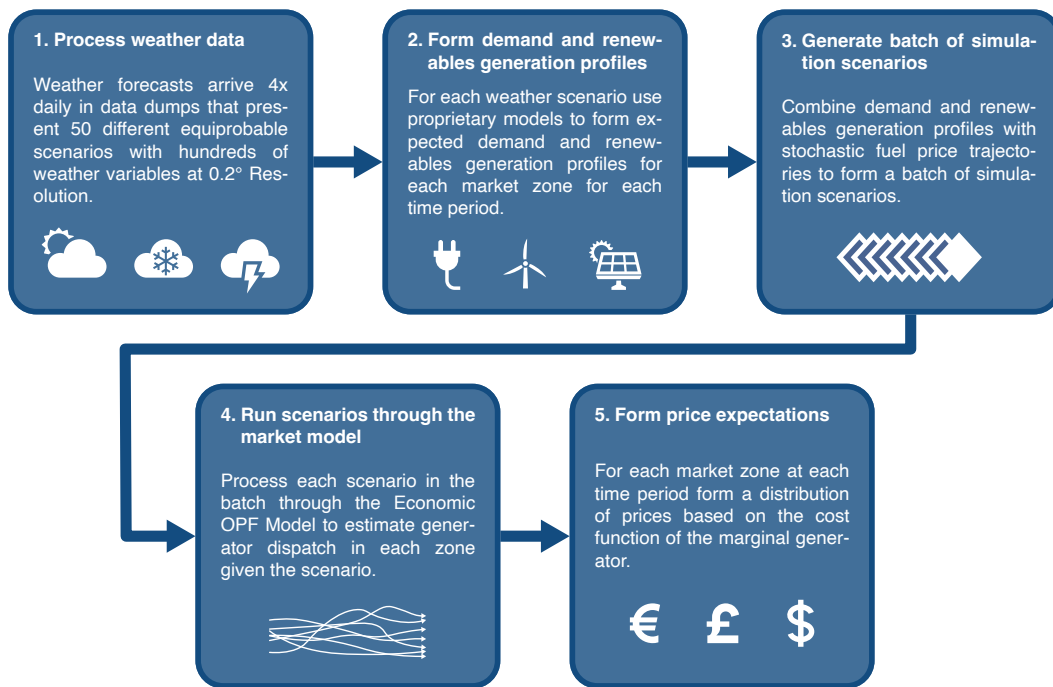 1. Process weather data
Weather forecasts arrive 4x
daily in data dumps that pres-
ent 50 different equiprobable
scenarios with hundreds of
weather variables at 0.2° Res-
olution.
2. Form demand and renew-
ables generation profiles
For each weather scenario use
proprietary models to form ex-
pected demand and renew-
ables generation profiles for
each market zone for each
time period.
3. Generate batch of simula-
tion scenarios
Combine demand and renew-
ables generation profiles with
stochastic fuel price trajecto-
ries to form a batch of simula-
tion scenarios.
4. Run scenarios through the
market model
Process each scenario in the
batch through the Economic
OPF Model to estimate gener-
ator dispatch in each zone
given the scenario.
5. Form price expectations
For each market zone at each
time period form a distribution
of prices based on the cost
function of the marginal gener-
ator.
€ £ $